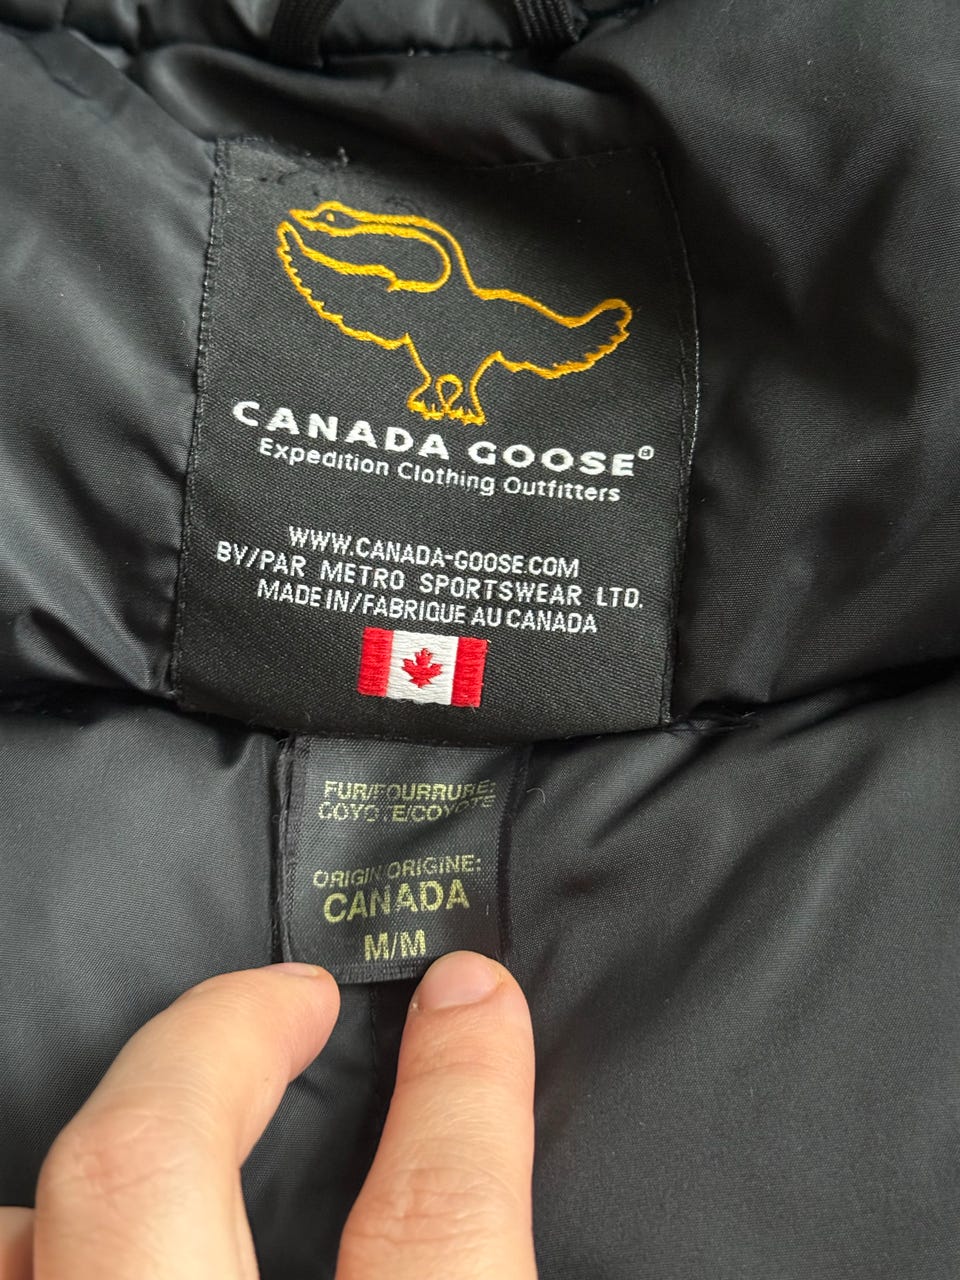 CANADA GOOSE®
Expedition Clothing Outfitters
WWW.CANADA-GOOSE.COM
BY/PAR METRO SPORTSWEAR LTD.
MADE IN/FABRIQUE AU CANADA
FUR/FOURRURE:
COYOTE/COYOTE
ORIGIN/ORIGINE:
CANADA
M/M